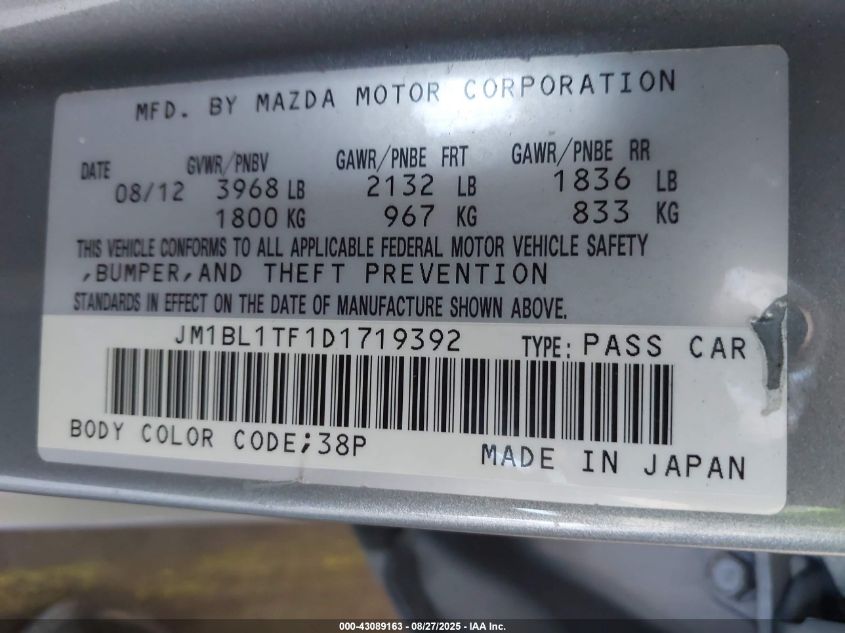 MFD. BY MAZDA MOTOR CORPORATION
DATE GVWR/PNBV GAWR/PNBE FRT GAWR/PNBE RR
08/12 3968 LB 2132 LB 1836 LB
1800 KG 967 KG 833 KG
THIS VEHICLE CONFORMS TO ALL APPLICABLE FEDERAL MOTOR VEHICLE SAFETY
,BUMPER,AND THEFT PREVENTION
STANDARDS IN EFFECT ON THE DATE OF MANUFACTURE SHOWN ABOVE.
JM1BL1TF1D1719392 TYPE: PASS CAR
BODY COLOR CODE;38P MADE IN JAPAN
000-43089163 - 08/27/2025 - IAA Inc.